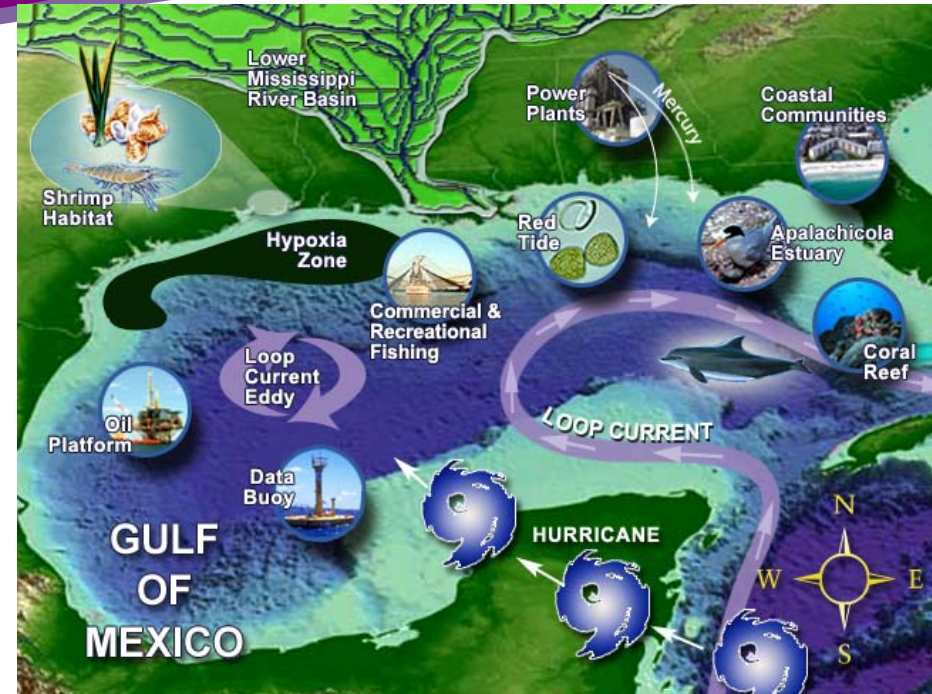 Lower
Mississippi
River Basin
Power
Plants
Mercury
Coastal
Communities
Shrimp
Habitat
Hypoxia
Zone
Red
Tide
Apalachicola
Estuary
Commercial &
Recreational
Fishing
Loop
Current
Eddy
Coral
Reef
Oil
Platform
LOOP CURRENT
Data
Buoy
GULF
OF
MEXICO
HURRICANE
N
W
E
S